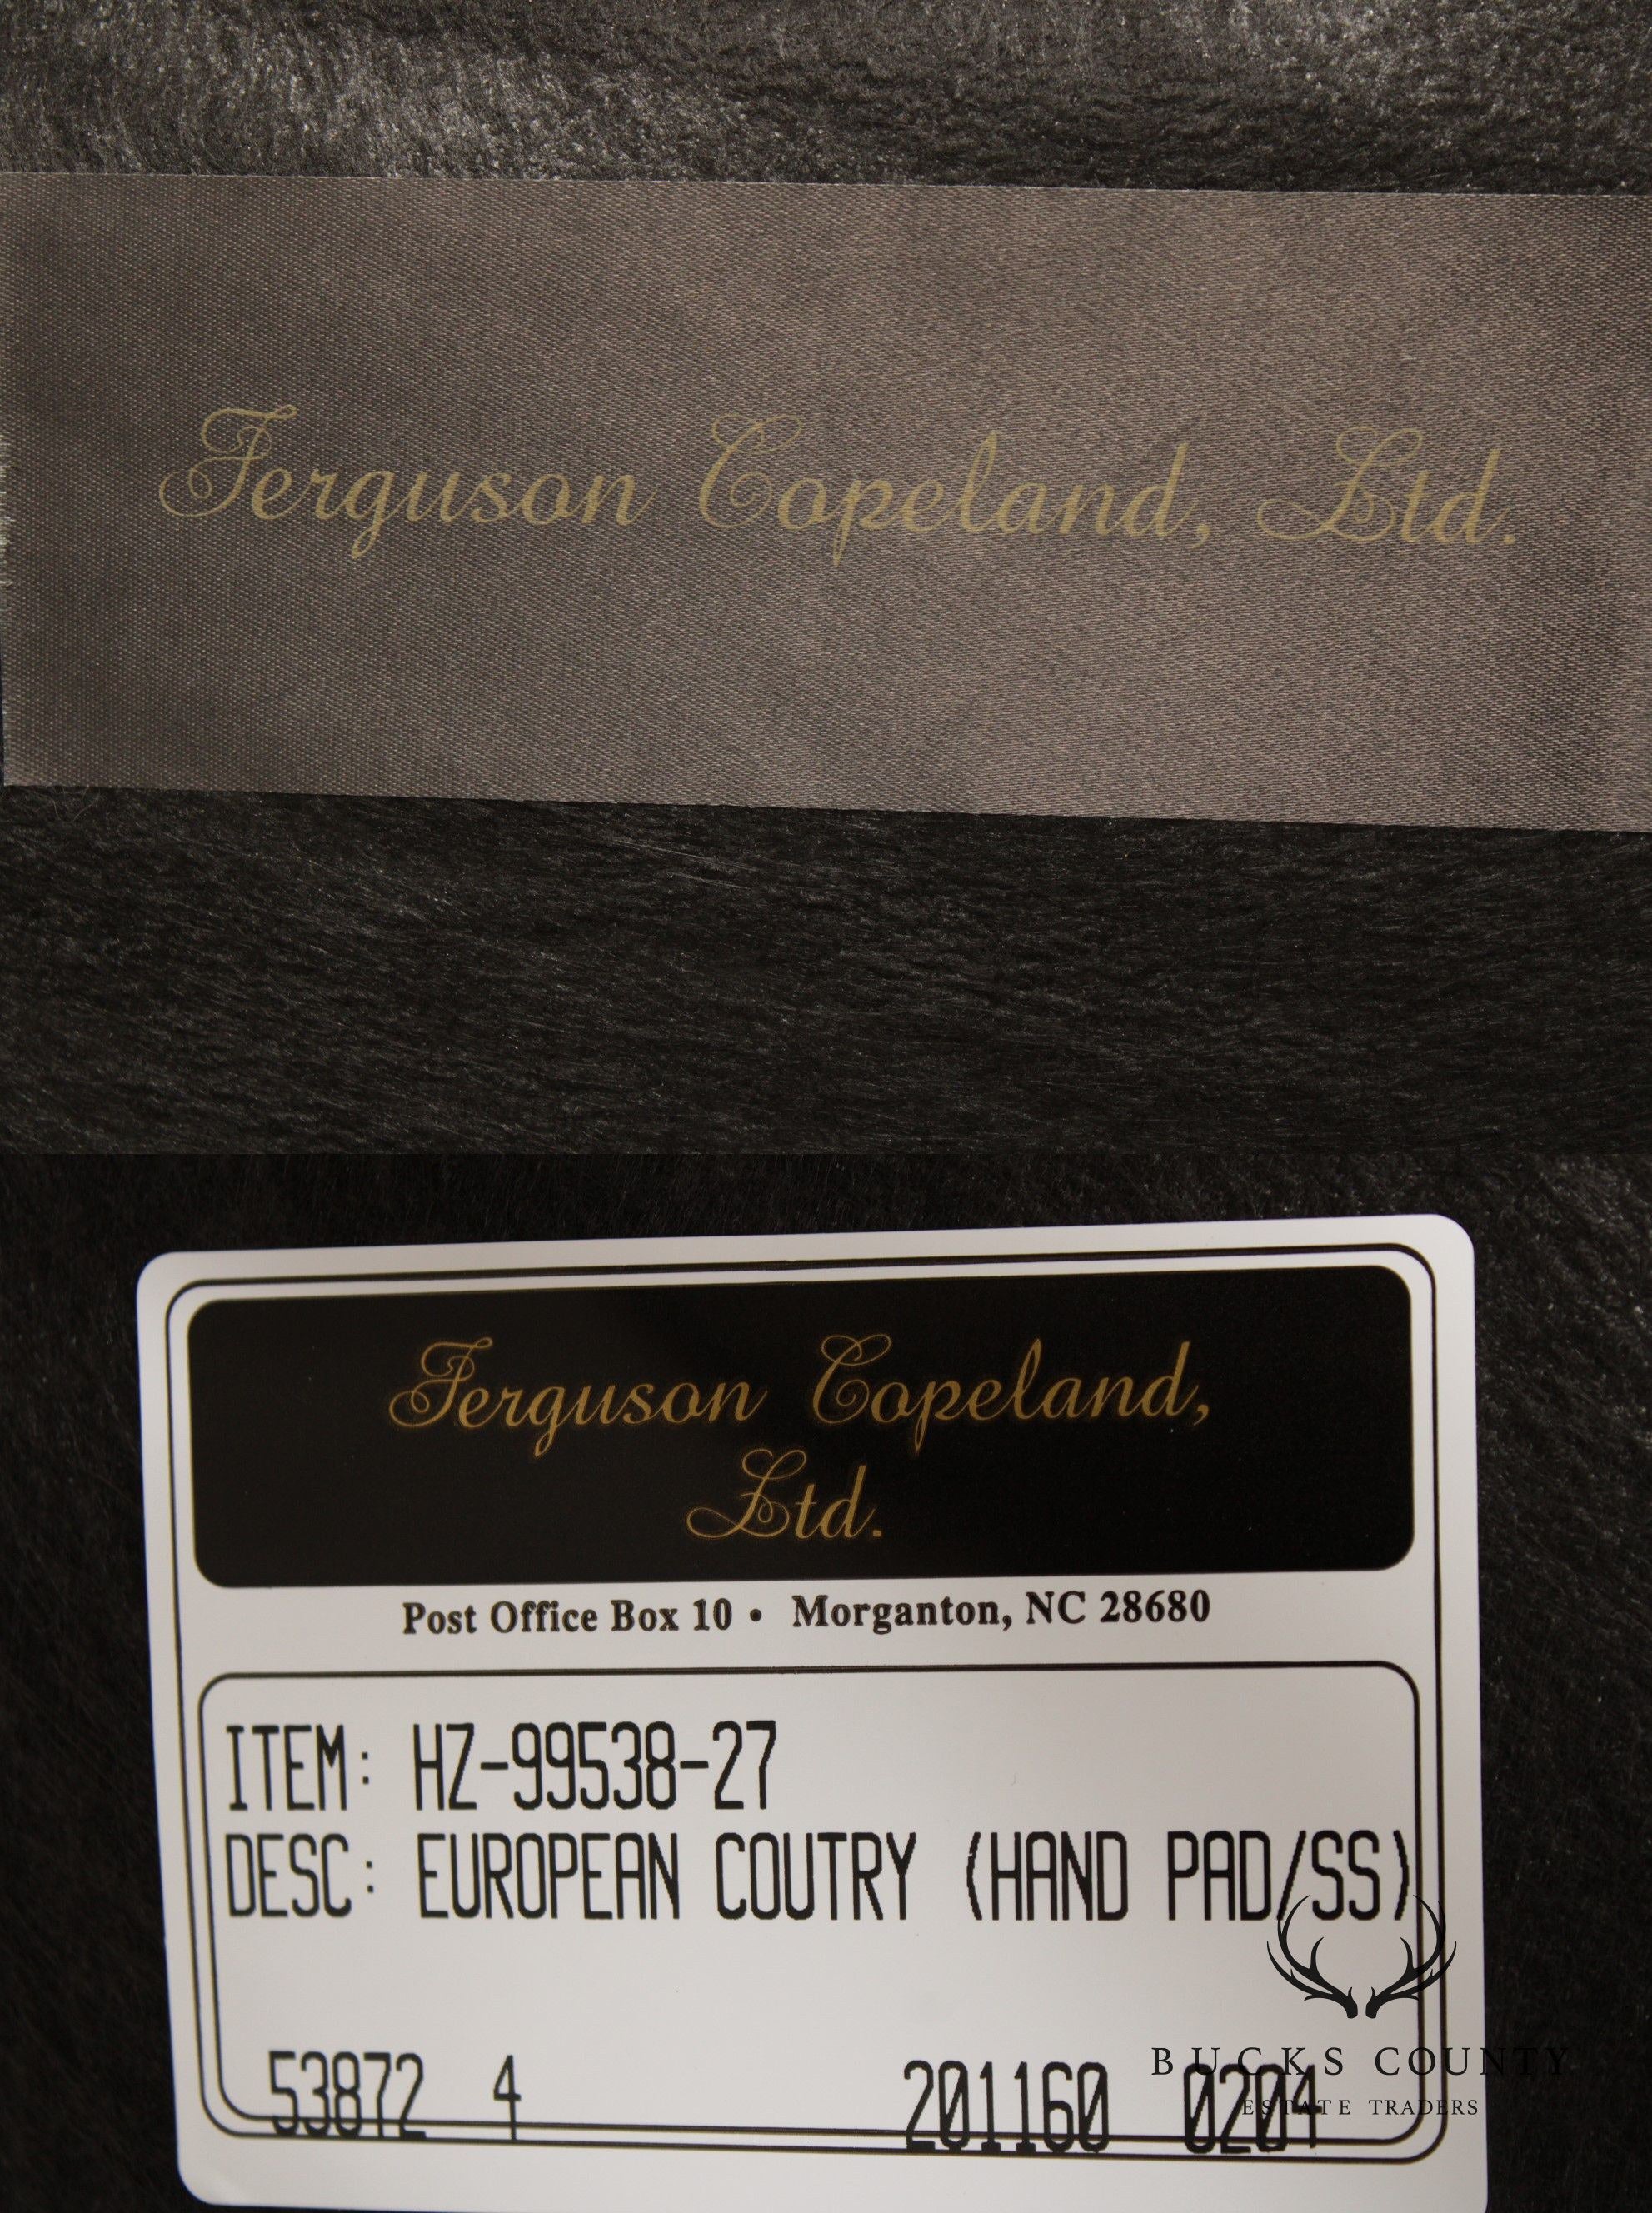 Ferguson Copeland, Ltd.
Ferguson Copeland,
Ltd.
Post Office Box 10 • Morganton, NC 28680
ITEM: HZ-99538-27
DESC: EUROPEAN COUTRY (HAND PAD/SS)
53872 4 201160 0204
BUCKS COUNTY
ESTATE TRADERS